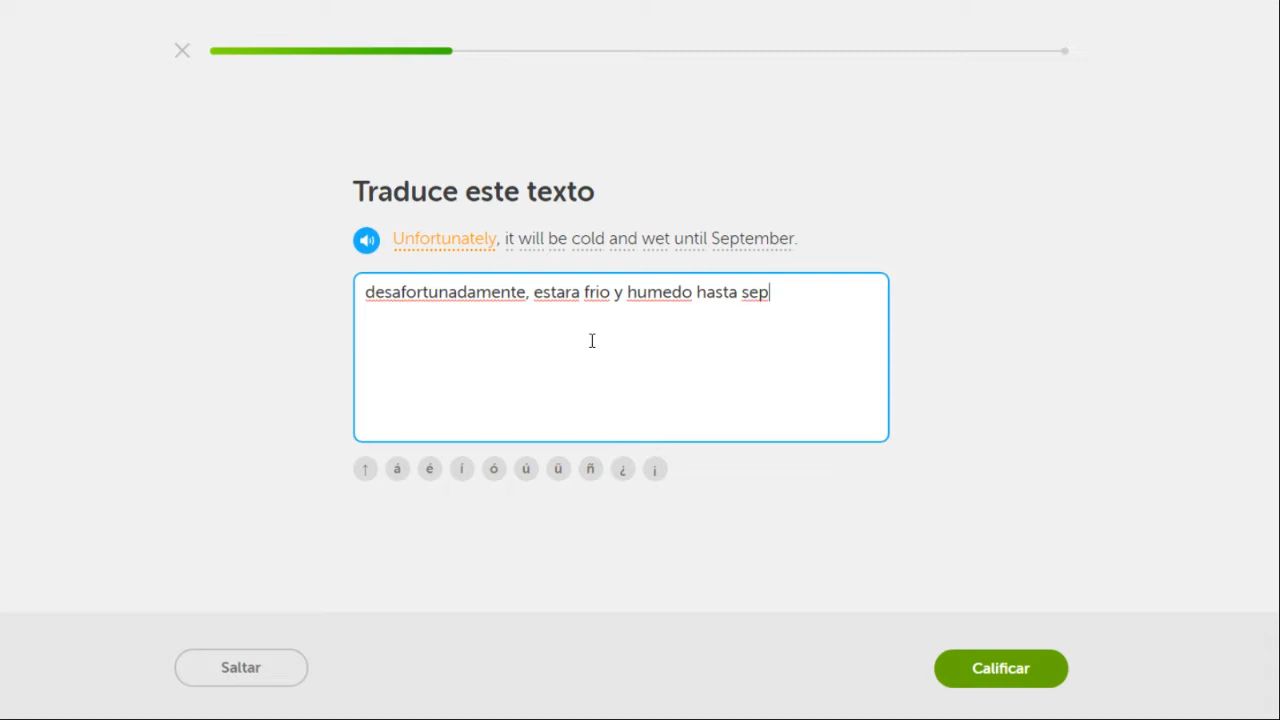 Traduce este texto
Unfortunately, it will be cold and wet until September.
desafortunadamente, estara frio y humedo hasta sep
↑ á é í ó ú ü ñ ¿ ¡
Saltar
Calificar